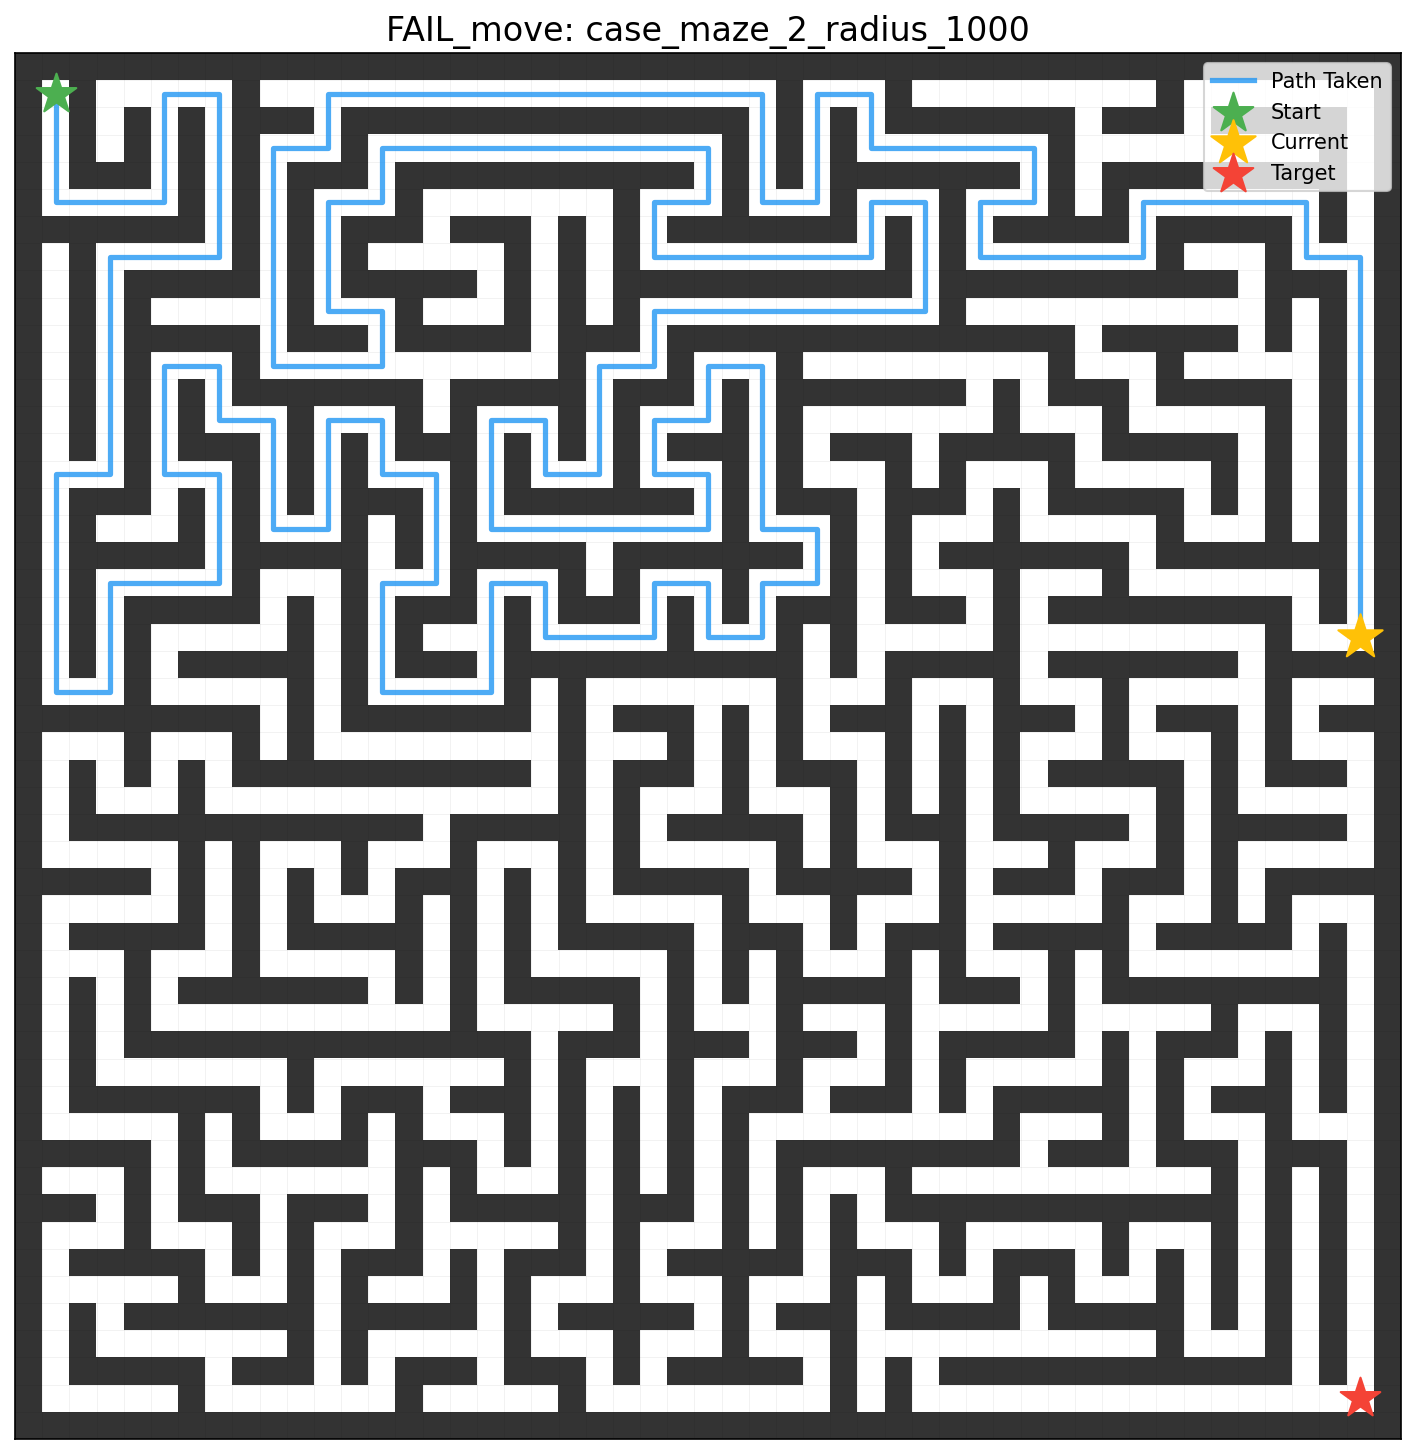 FAIL_move: case_maze_2_radius_1000
Path Taken
Start
Current
Target